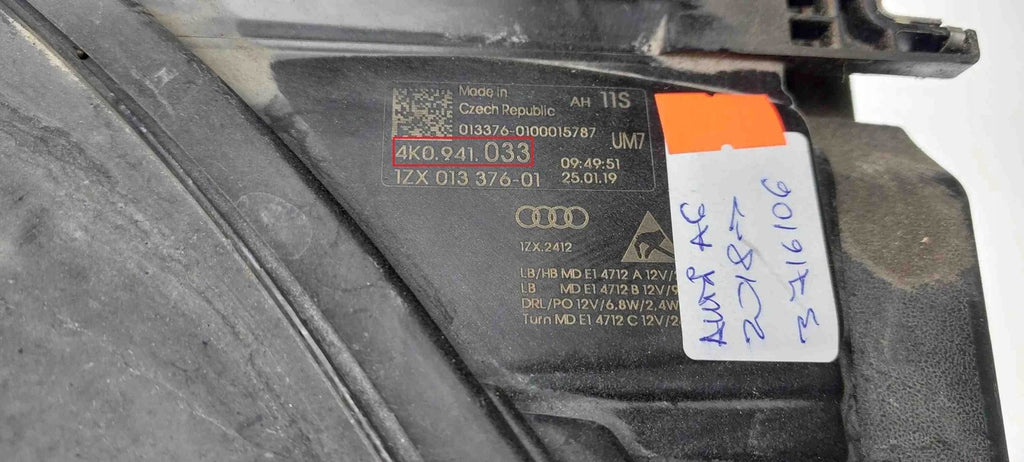 Made in
Czech Republic
AH 11S
013376-0100015787
UM7
4K0.941.033
09:49:51
1ZX 013 376-01
25.01.19
1ZX.2412
LB/HB MD E1 4712 A 12V/
LB MD E1 4712 B 12V/9
DRL/PO 12V/6.8W/2,4W
Turn MD E1 4712 C 12V/2
A6
3716106